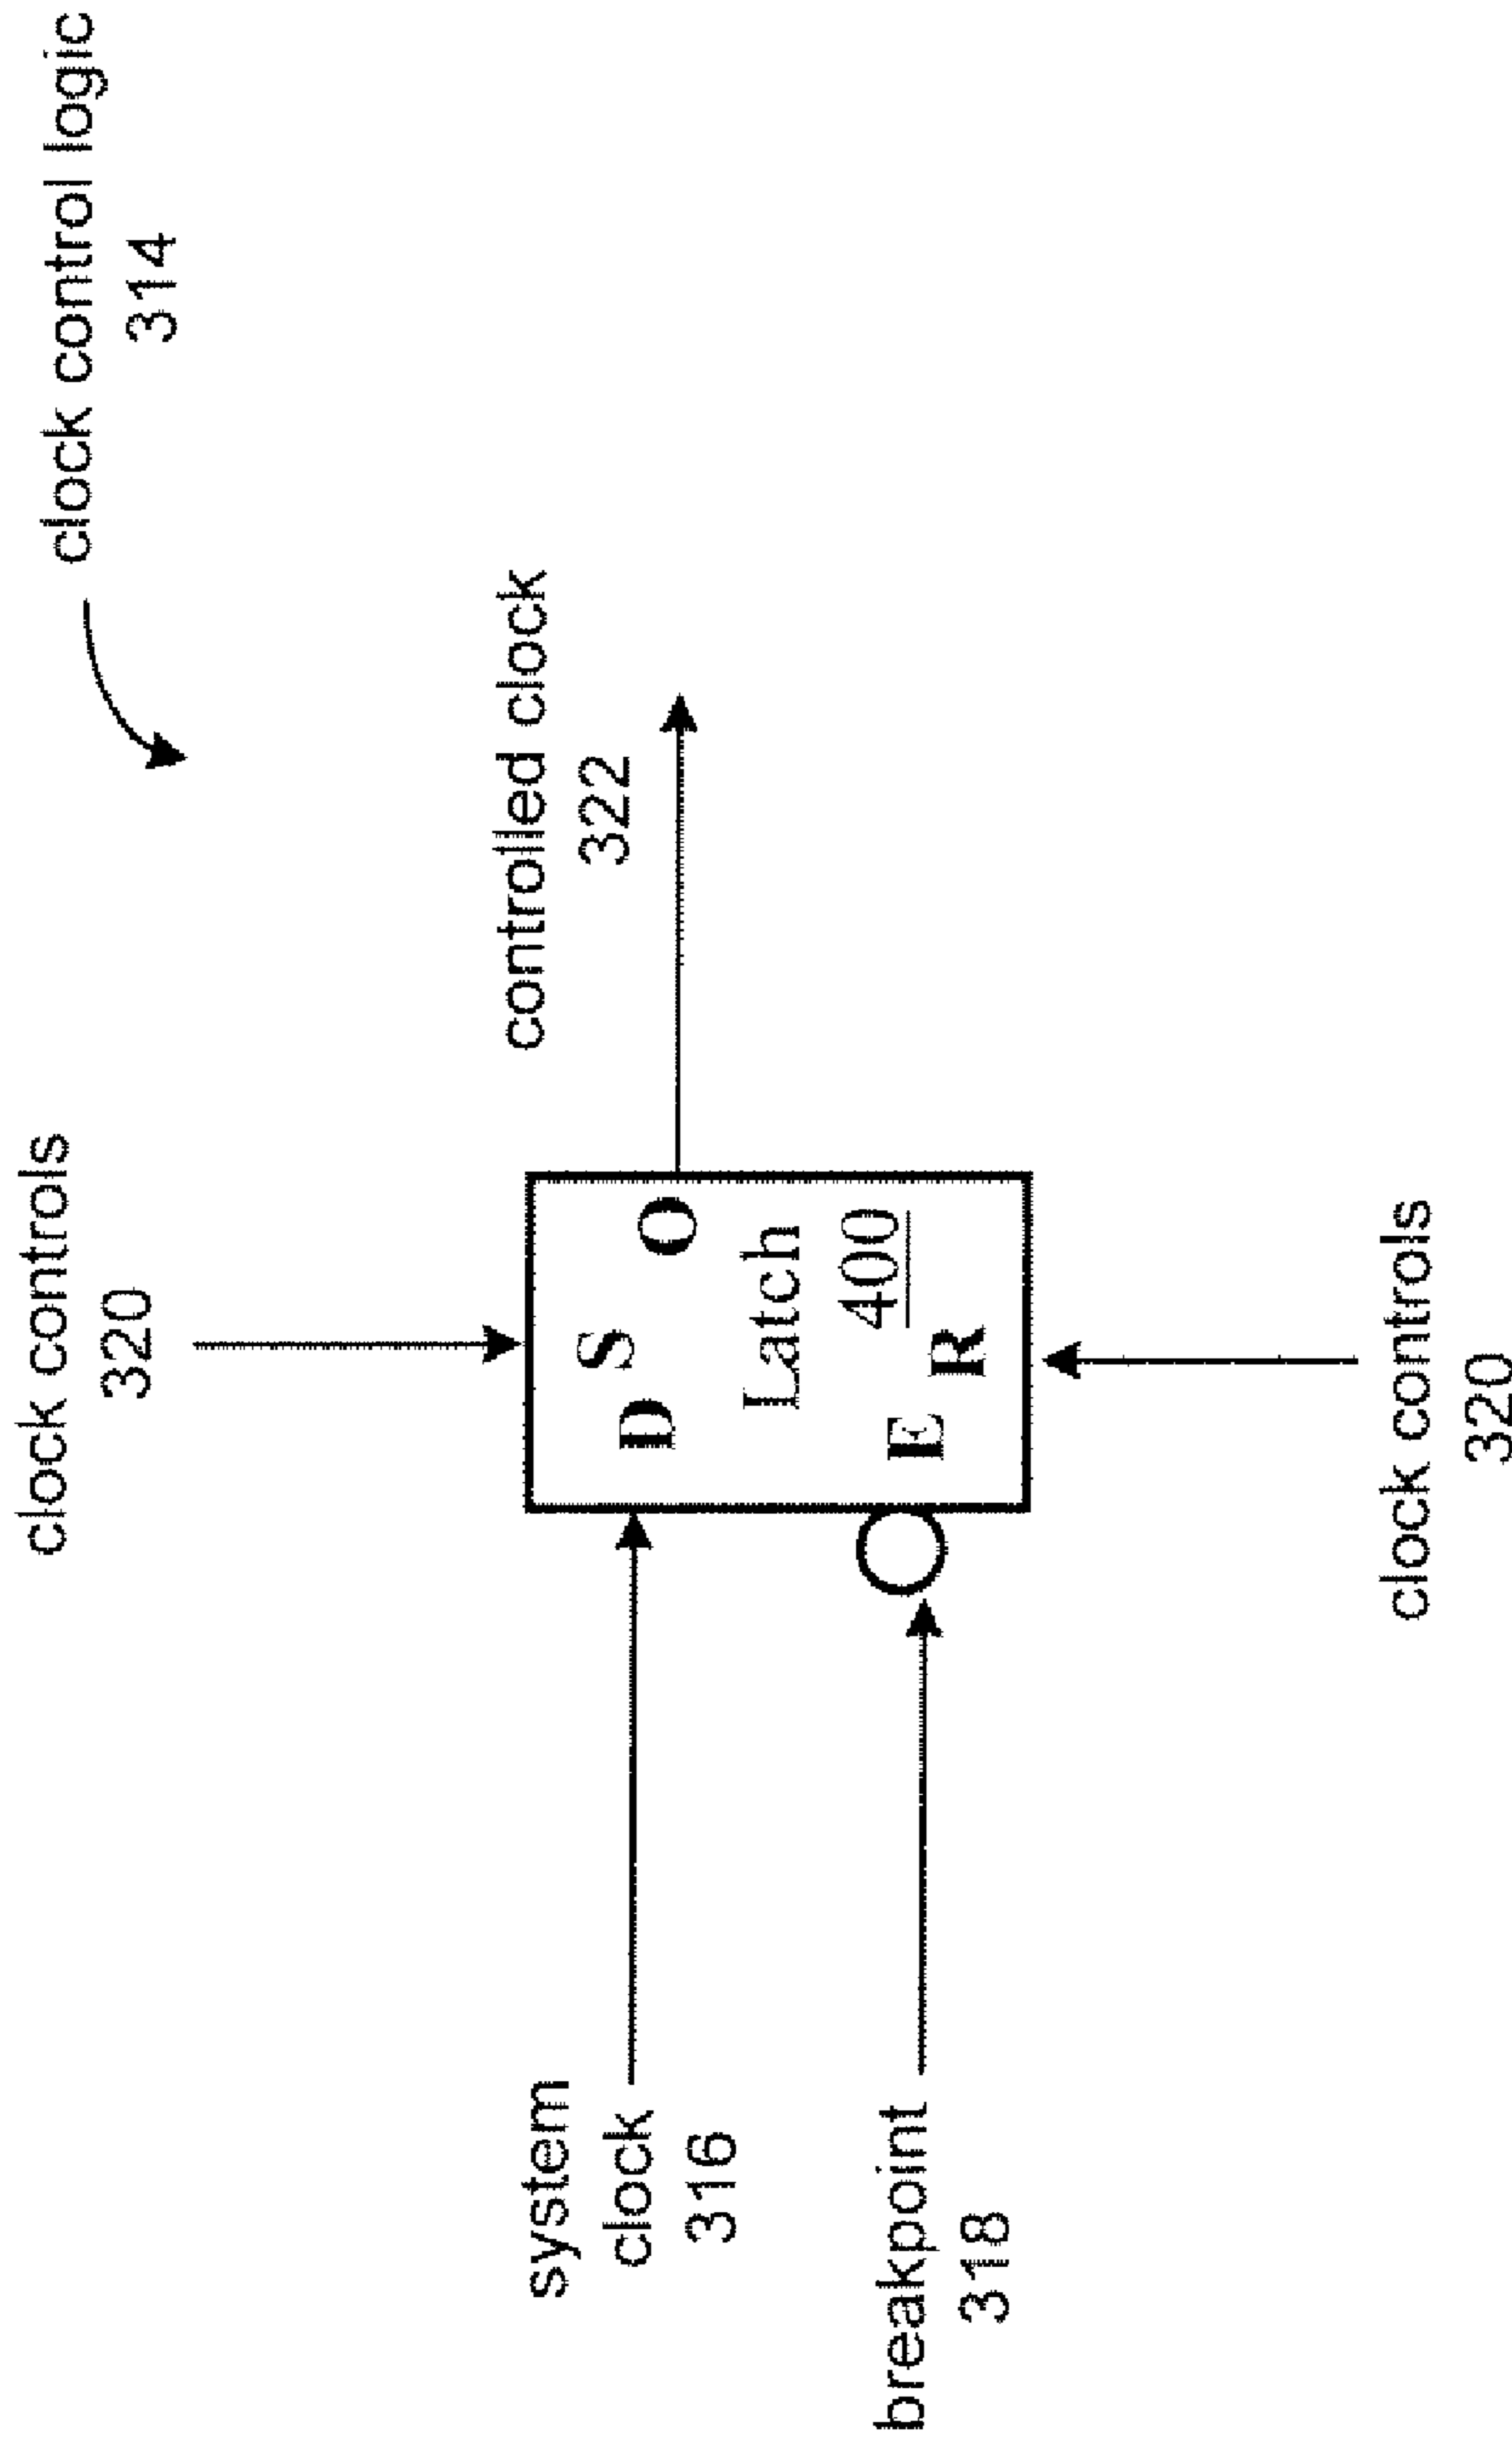 clock control logic
314
clock controls
320
controlled clock
322
system
clock
316
D
S
O
Latch
400
E
R
breakpoint
318
clock controls
320